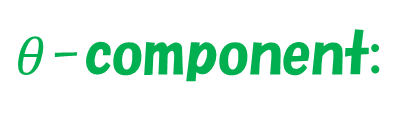 θ – component: